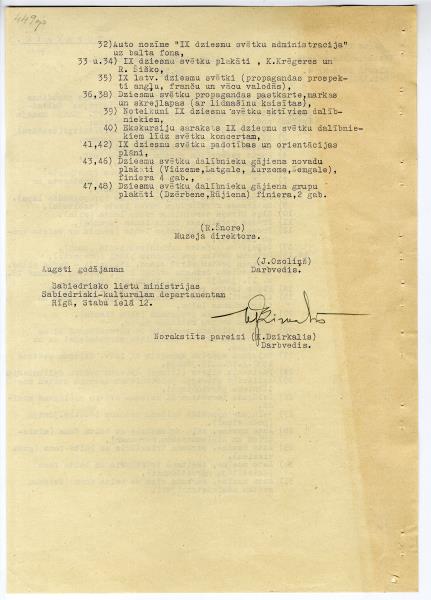 32)Auto nozīme "IX dziesmu svētku administracija"
uz balta fona,
33 u.34) IX dziesmu svētku plakāti , K.Krēgeres un
R. Šiško,
35) IX latv. dziesmu svētki (propagandas prospek-
ti angļu, franču un vācu valodās),
36,38) Dziesmu svētku propagandas pastkarte,markas
un skrejlapas (ar lidmašīnu kaisītas),
39) Noteikumi IX dziesmu svētku aktīviem dalīb-
niekiem,
40) Ekskursiju saraksts IX dziesmu svētku dalībnie-
kiem līdz svētku koncertam,
41,42) IX dziesmu svētku padotības un orientācijas
plāni,
43,46) Dziesmu svētku dalībnieku gājiena novadu
plakāti (Vidzeme,Latgale, Kurzeme,Zemgale),
finiera 4 gab.,
47,48) Dziesmu svētku dalībnieku gājiena grupu
plakāti (Dzērbene,Rūjiena) finiera,2 gab.
(R.Šnore)
Muzeja direktors.
(J.Ozoliņš)
Augsti godājamam Darbvedis.
Sabiedrisko lietu ministrijas
Sabiedriski-kulturalam departamentam
Rīgā, Stabu ielā 12.
Norakstīts pareizi (K.Dzirkalis)
Darbvedis.